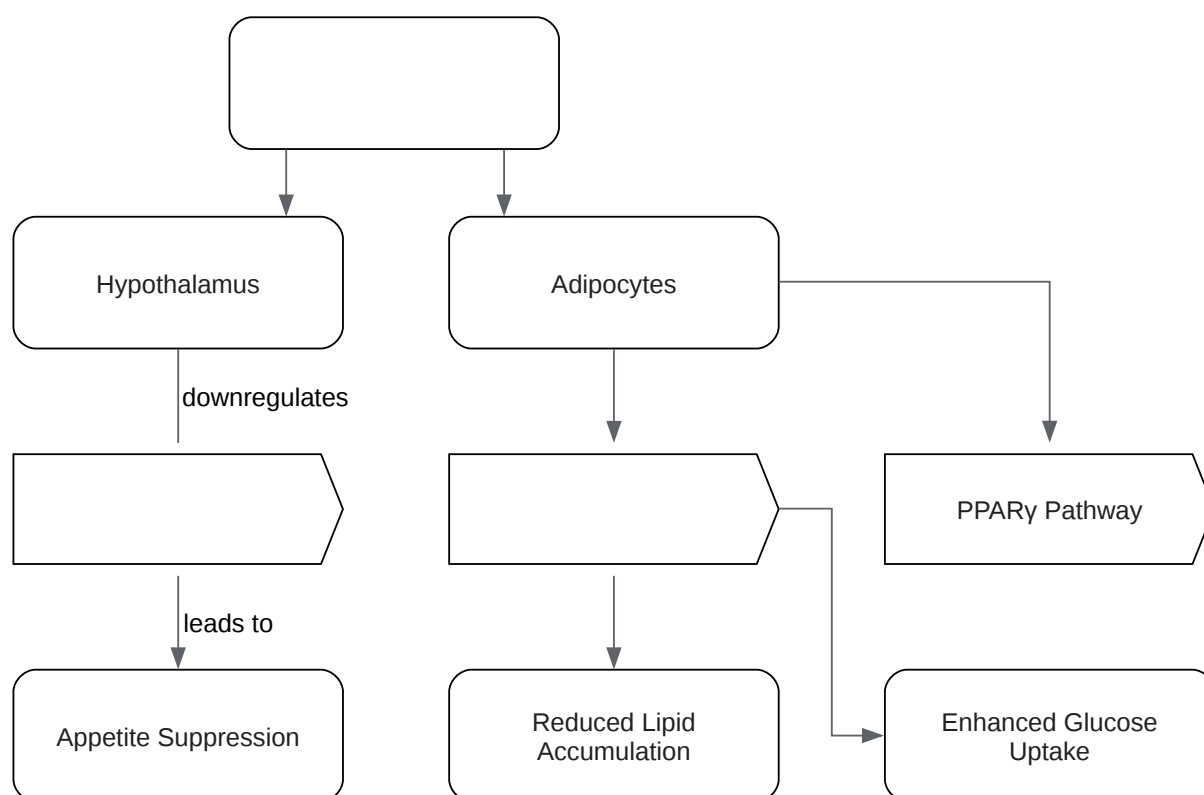 Hypothalamus
Adipocytes
downregulates
PPARγ Pathway
leads to
Appetite Suppression
Reduced Lipid
Accumulation
Enhanced Glucose
Uptake